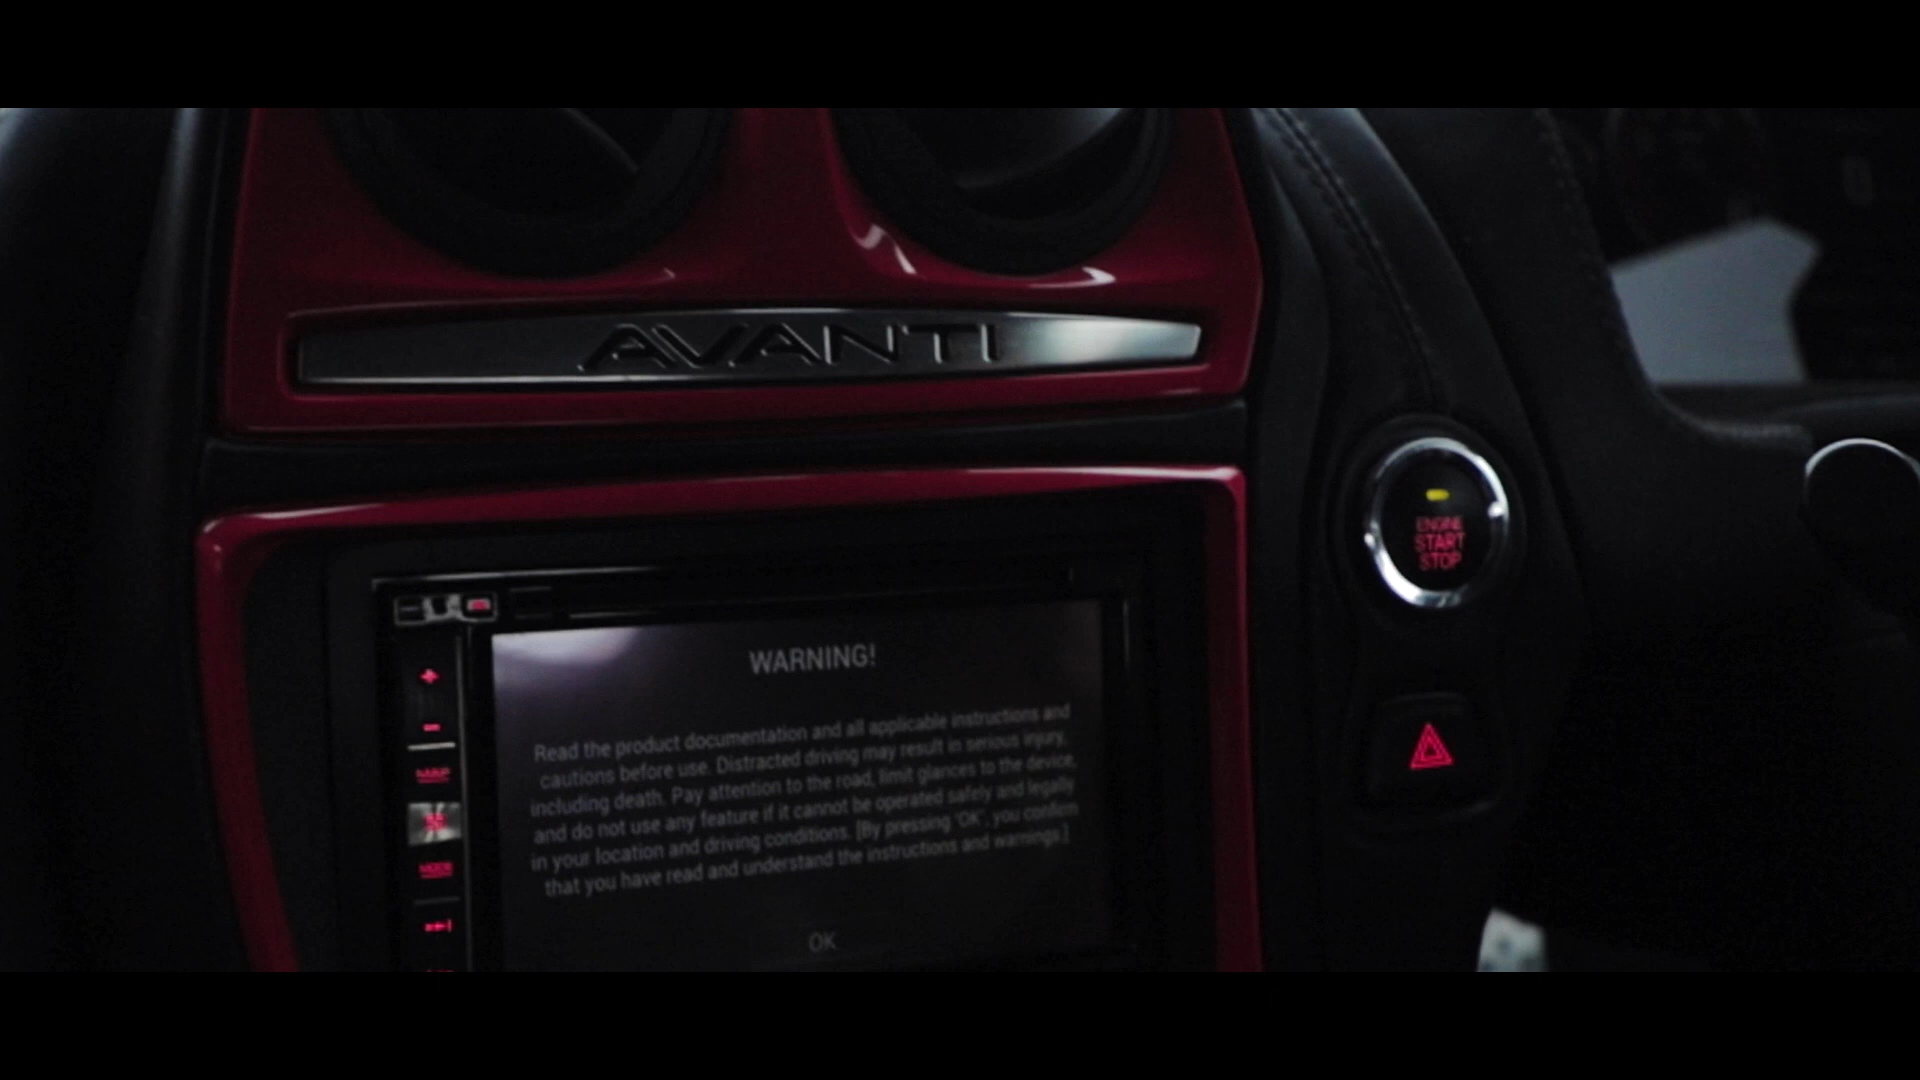 AVANTI
ENGINE
START
STOP
WARNING!
Read the product documentation and all applicable instructions and
cautions before use. Distracted driving may result in serious injury,
including death. Pay attention to the road, limit glances to the device,
and do not use any feature if it cannot be operated safely and legally
in your location and driving conditions. [By pressing 'OK', you confirm
that you have read and understand the instructions and warnings.]
OK
+
-
MAP
MODE